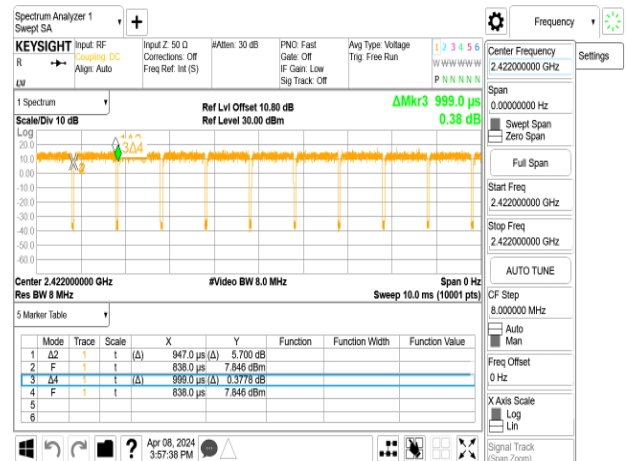 Spectrum Analyzer 1
Swept SA
Frequency
KEYSIGHT
R
Input: RF
Coupling: DC
Align: Auto
Input Z: 50 Ω
Corrections: Off
Freq Ref: Int (S)
#Atten: 30 dB
PNO: Fast
Gate: Off
IF Gain: Low
Sig Track: Off
Avg Type: Voltage
Trig: Free Run
1 2 3 4 5 6
W W W W W W
P N N N N N
Center Frequency
2.422000000 GHz
Settings
Span
0.00000000 Hz
Swept Span
Zero Span
Full Span
Start Freq
2.422000000 GHz
Stop Freq
2.422000000 GHz
AUTO TUNE
CF Step
8.000000 MHz
Auto
Man
Freq Offset
0 Hz
X Axis Scale
Log
Lin
Signal Track
(Span Zoom)
1 Spectrum
Scale/Div 10 dB
Ref Lvl Offset 10.80 dB
Ref Level 30.00 dBm
ΔMkr3 999.0 µs
0.38 dB
Log
20.0
10.0
0.00
-10.0
-20.0
-30.0
-40.0
-50.0
-60.0
3Δ4
Center 2.422000000 GHz
Res BW 8 MHz
#Video BW 8.0 MHz
Span 0 Hz
Sweep 10.0 ms (10001 pts)
5 Marker Table
Mode Trace Scale X Y Function Function Width Function Value
1 Δ2 1 t (Δ) 947.0 µs (Δ) 5.700 dB
2 F 1 t 838.0 µs 7.846 dBm
3 Δ4 1 t (Δ) 999.0 µs (Δ) 0.3778 dB
4 F 1 t 838.0 µs 7.846 dBm
5
6
?
Apr 08, 2024
3:57:38 PM